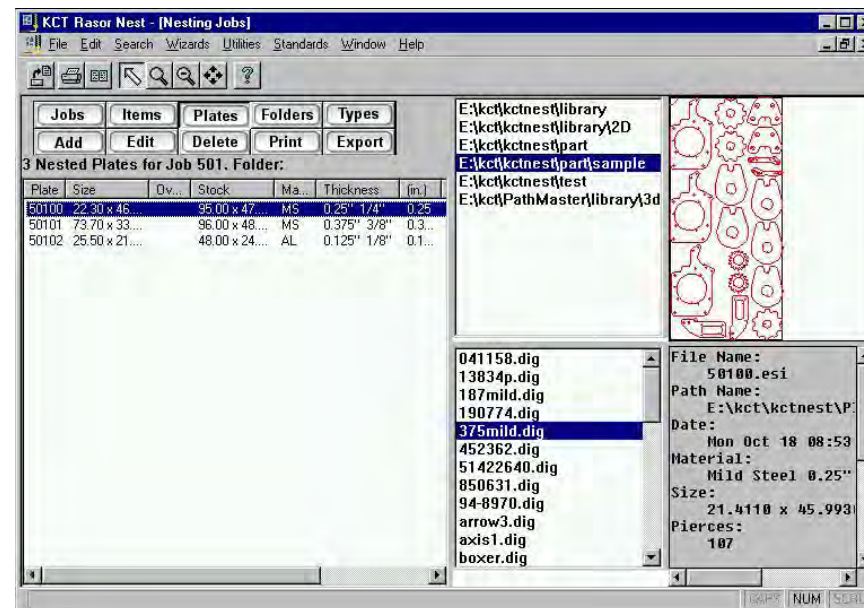 KCT Rasor Nest - [Nesting Jobs]
File Edit Search Wizards Utilities Standards Window Help
Jobs Items Plates Folders Types
Add Edit Delete Print Export
3 Nested Plates for Job 501. Folder:
Plate Size Ov... Stock Ma... Thickness (in.)
50100 22.30 x 46.... 95.00 x 47.... MS 0.25" 1/4" 0.25
50101 73.70 x 33.... 96.00 x 48.... MS 0.375" 3/8" 0.3...
50102 25.50 x 21.... 48.00 x 24.... AL 0.125" 1/8" 0.1...
E:\kct\kctnest\library
E:\kct\kctnest\library\2D
E:\kct\kctnest\part
E:\kct\kctnest\part\sample
E:\kct\kctnest\test
E:\kct\PathMaster\library\3d
041158.dig
13834p.dig
187mild.dig
190774.dig
375mild.dig
452362.dig
51422640.dig
850631.dig
94-8970.dig
arrow3.dig
axis1.dig
boxer.dig
File Name:
50100.esi
Path Name:
E:\kct\kctnest\P
Date:
Mon Oct 18 08:53
Material:
Mild Steel 0.25"
Size:
21.4110 x 45.993
Pierces:
107
NUM